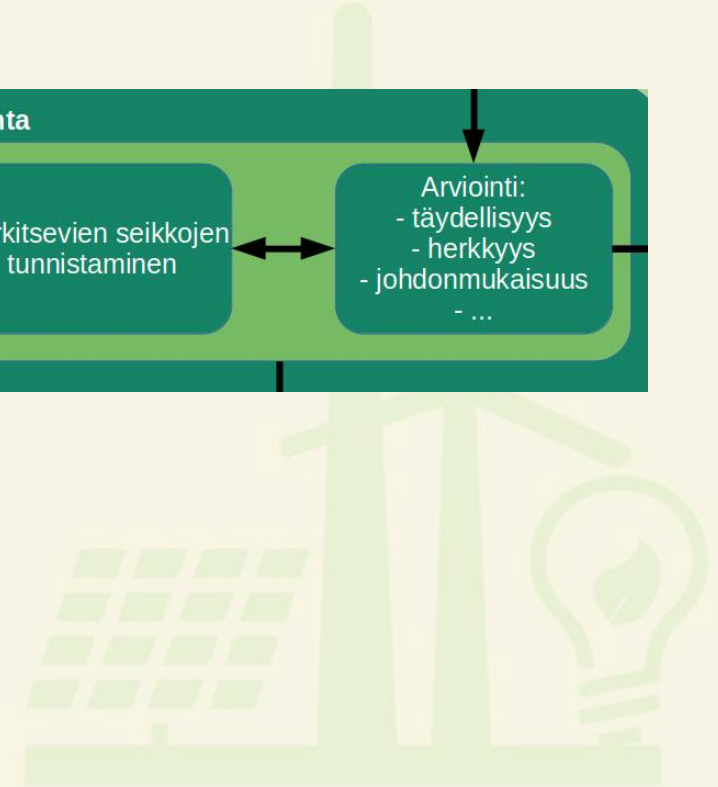 nta
rkitsevien seikkojen
tunnistaminen
Arviointi:
- täydellisyys
- herkkyys
- johdonmukaisuus
- ...